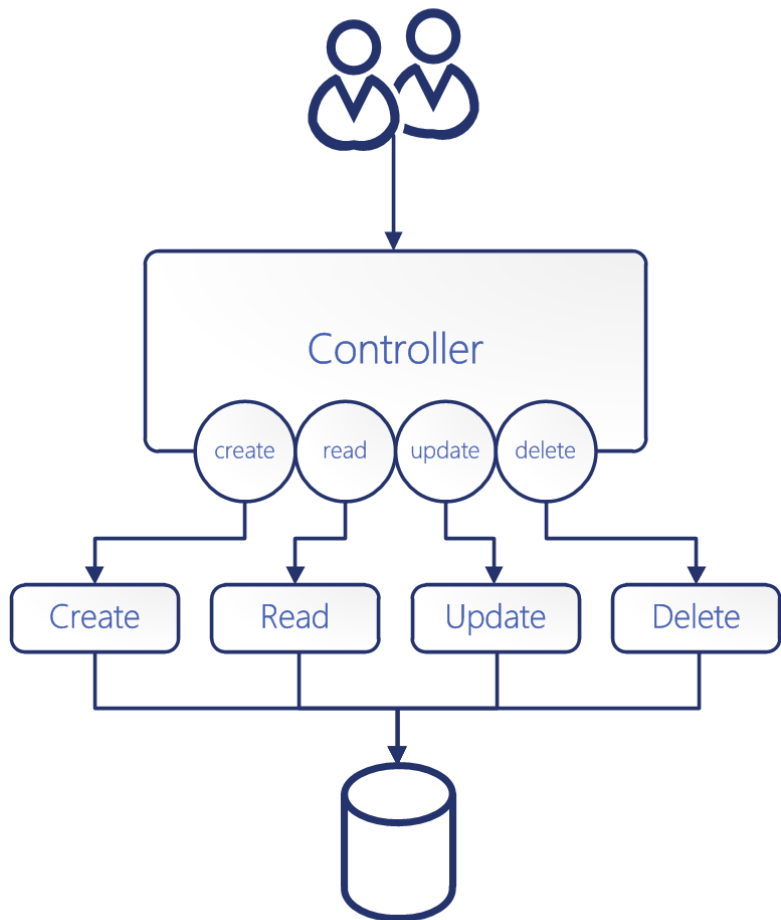 Controller
create
read
update
delete
Create
Read
Update
Delete